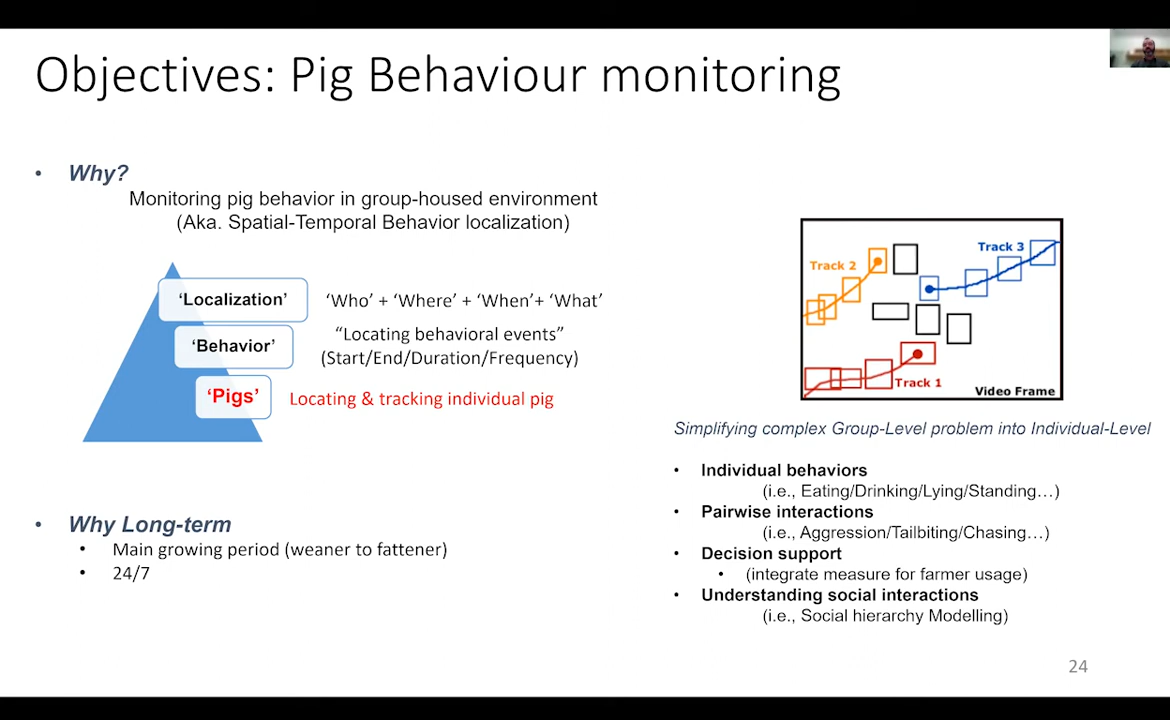 Objectives: Pig Behaviour monitoring
• Why?
Monitoring pig behavior in group-housed environment
(Aka. Spatial-Temporal Behavior localization)
‘Localization’
‘Who’ + ‘Where’ + ‘When’+ ‘What’
‘Behavior’
“Locating behavioral events”
(Start/End/Duration/Frequency)
‘Pigs’
Locating & tracking individual pig
• Why Long-term
• Main growing period (weaner to fattener)
• 24/7
Track 3
Track 2
Track 1
Video Frame
Simplifying complex Group-Level problem into Individual-Level
• Individual behaviors
(i.e., Eating/Drinking/Lying/Standing…)
• Pairwise interactions
(i.e., Aggression/Tailbiting/Chasing…)
• Decision support
• (integrate measure for farmer usage)
• Understanding social interactions
(i.e., Social hierarchy Modelling)
24